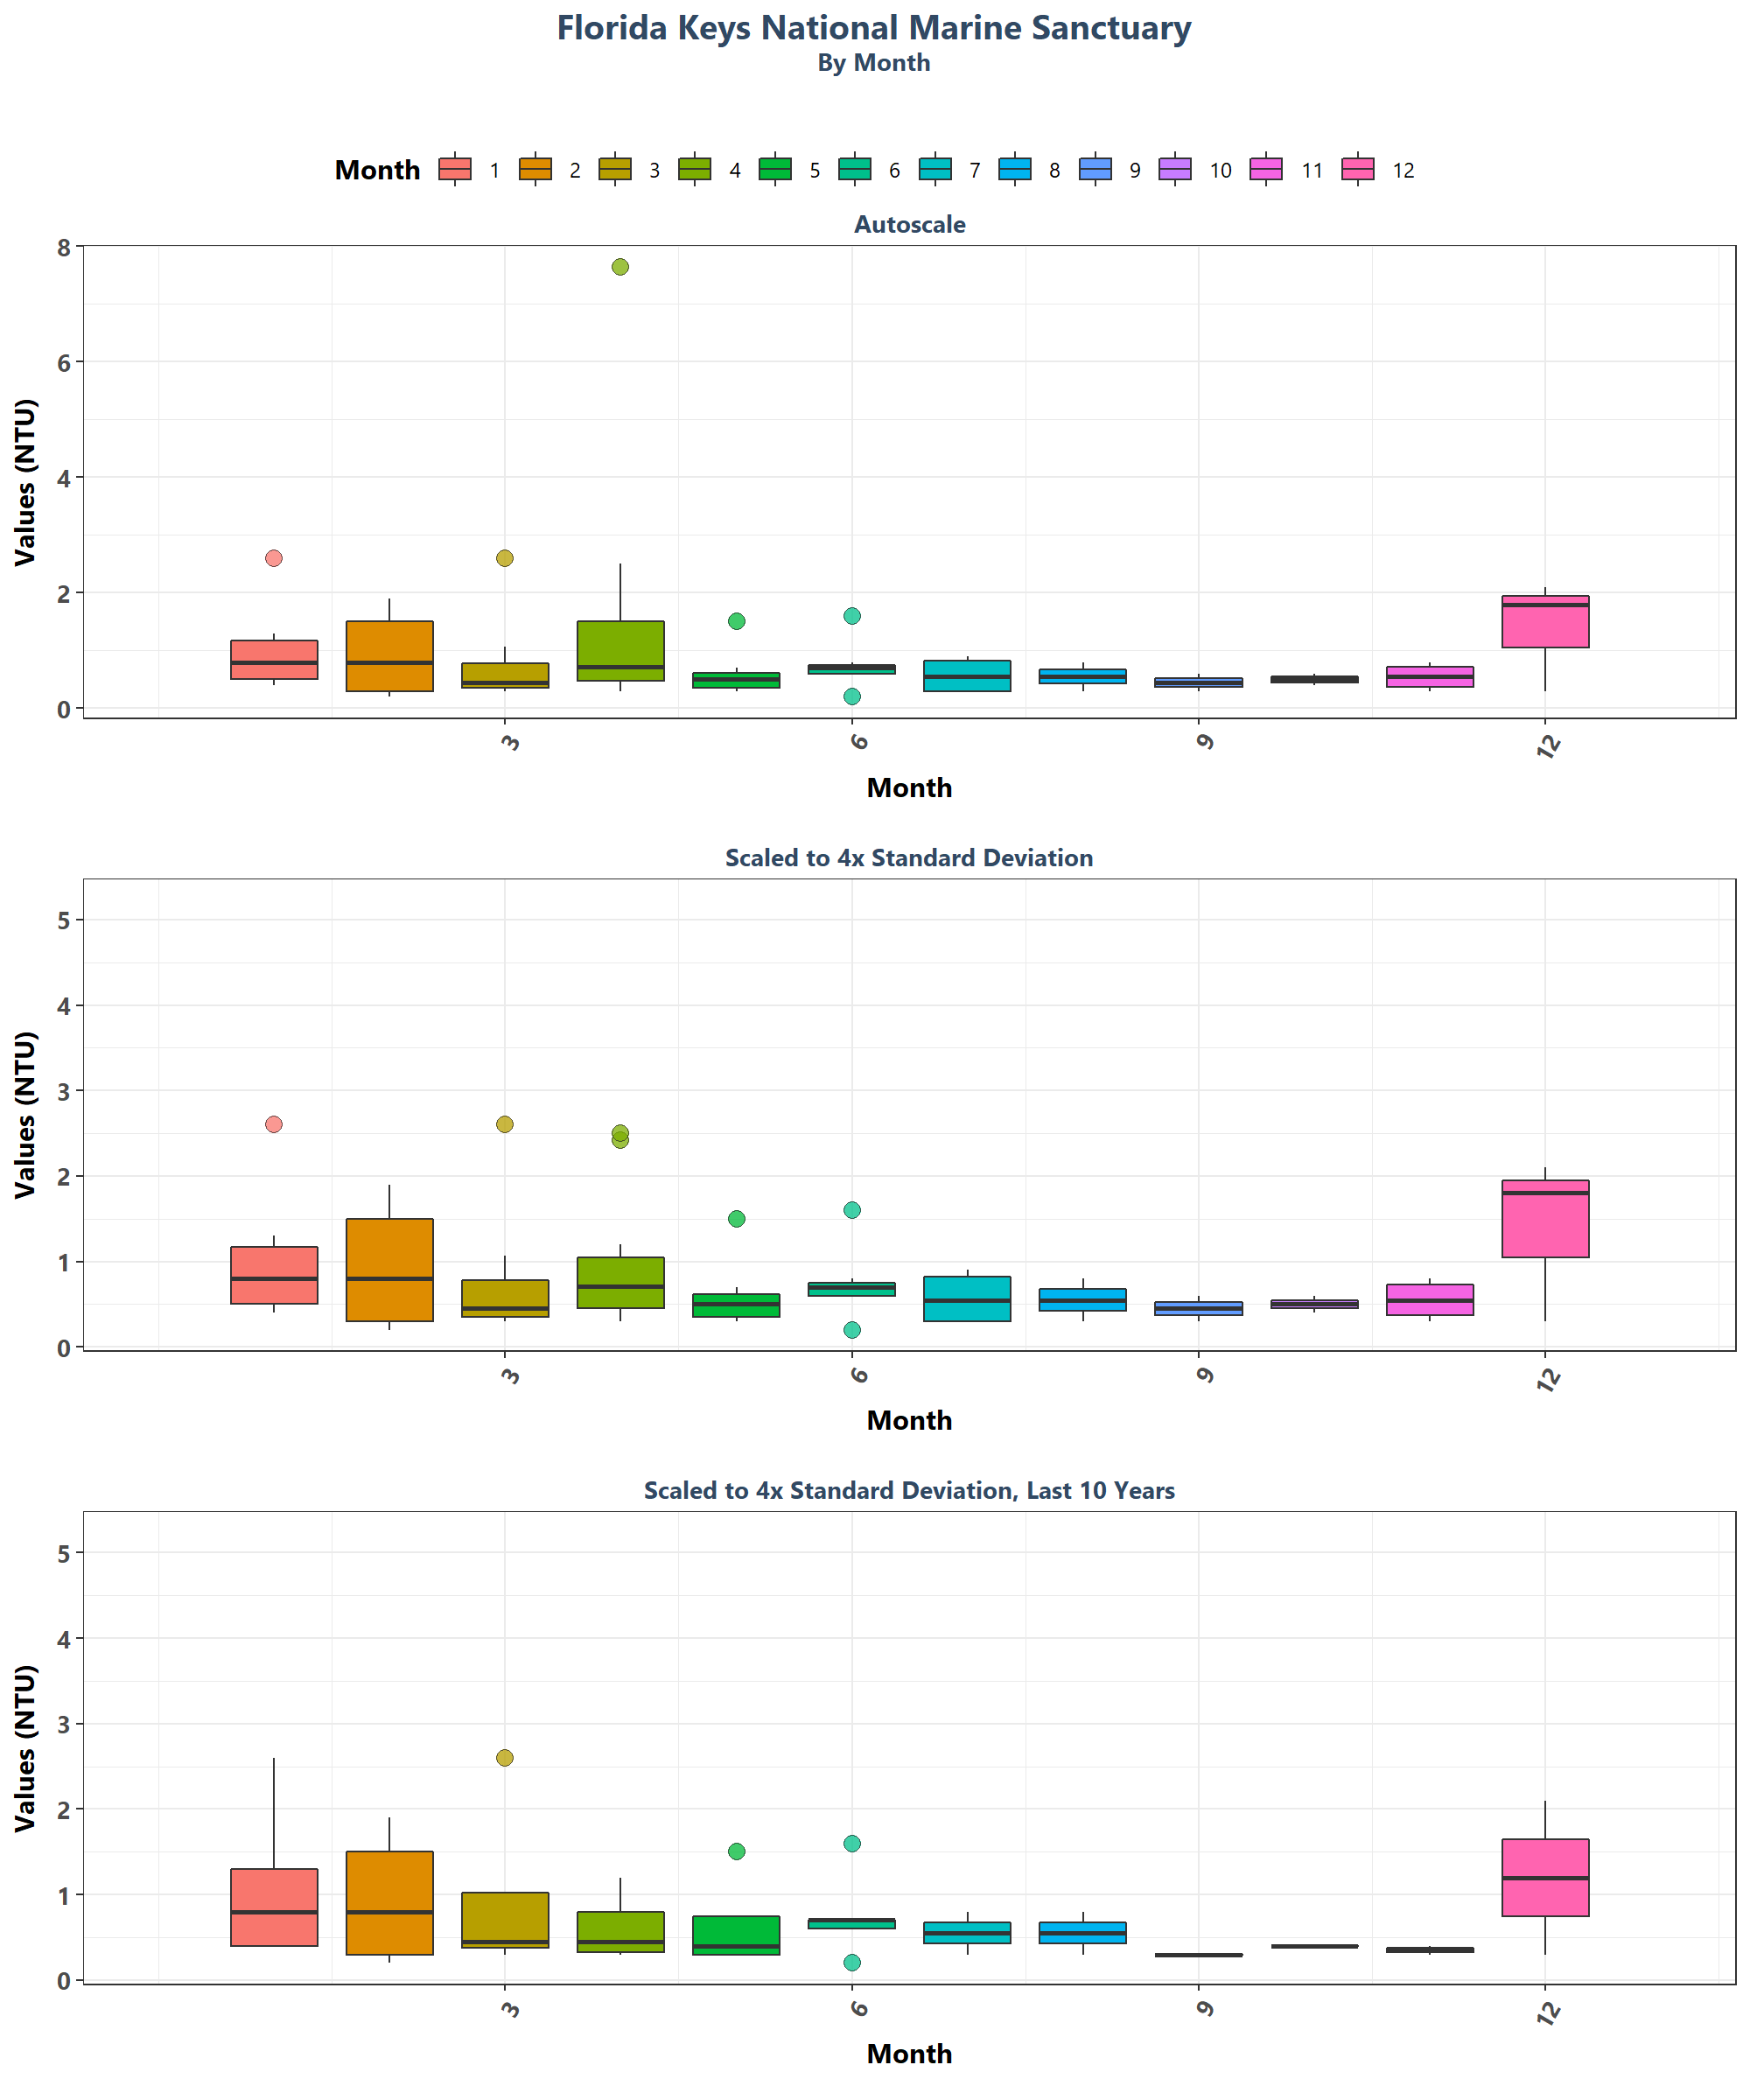 Florida Keys National Marine Sanctuary
By Month
Month 1 2 3 4 5 6 7 8 9 10 11 12
Autoscale
Values (NTU)
8
6
4
2
0
3 6 9 12
Month
Scaled to 4x Standard Deviation
Values (NTU)
5
4
3
2
1
0
3 6 9 12
Month
Scaled to 4x Standard Deviation, Last 10 Years
Values (NTU)
5
4
3
2
1
0
3 6 9 12
Month